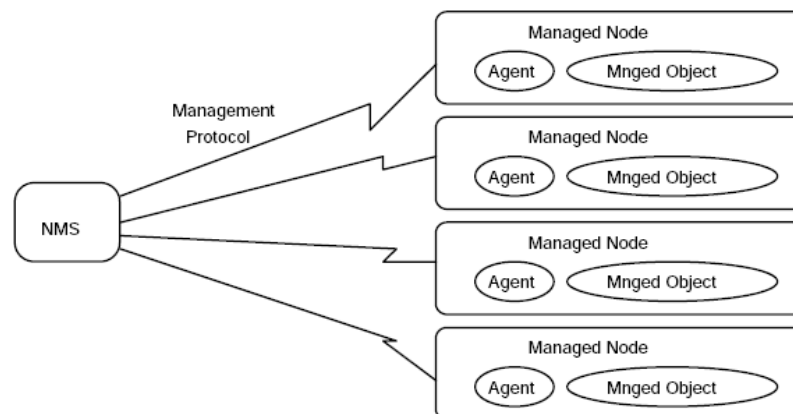 Managed Node
Agent Mnged Object
Management
Protocol
Managed Node
Agent Mnged Object
NMS
Managed Node
Agent Mnged Object
Managed Node
Agent Mnged Object